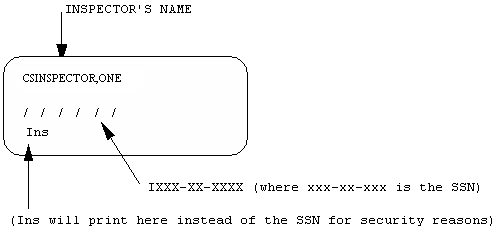 INSPECTOR'S NAME
CSINSPECTOR,ONE
/ / / / / /
Ins
IXXX-XX-XXXX (where xxx-xx-xxx is the SSN)
(Ins will print here instead of the SSN for security reasons)